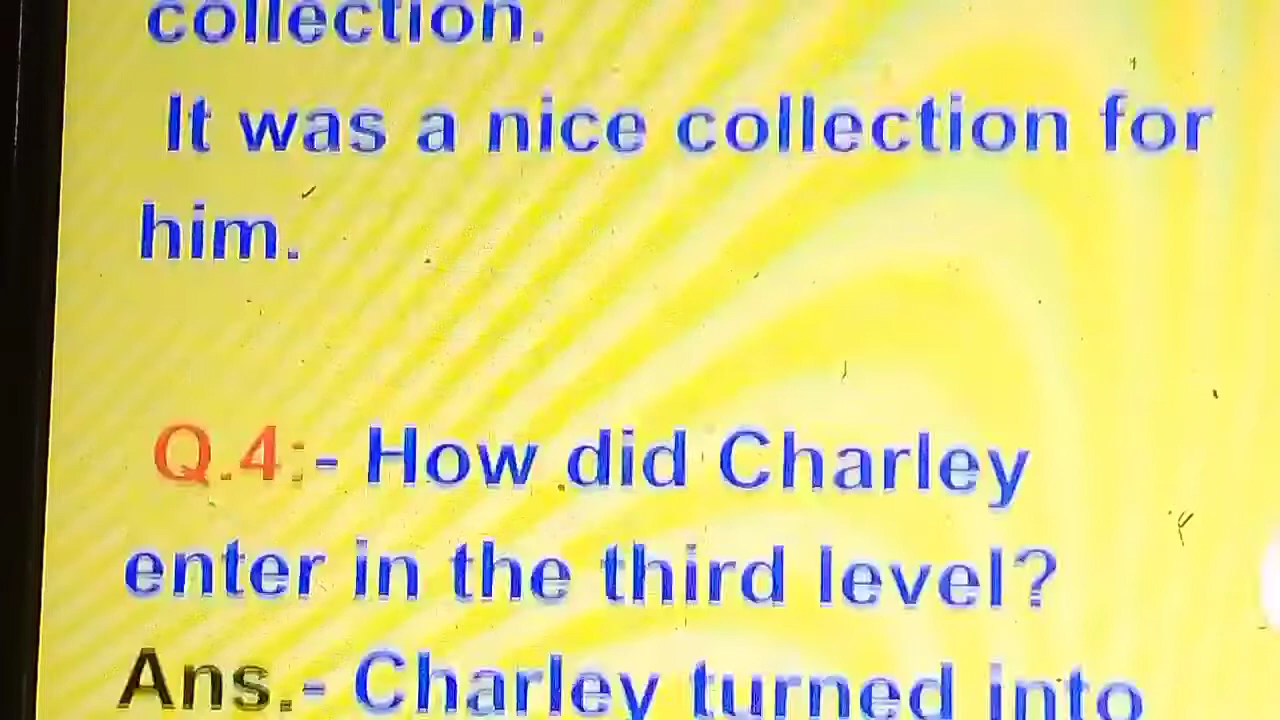 collection.
It was a nice collection for
him.
Q.4:- How did Charley
enter in the third level?
Ans.- Charley turned into